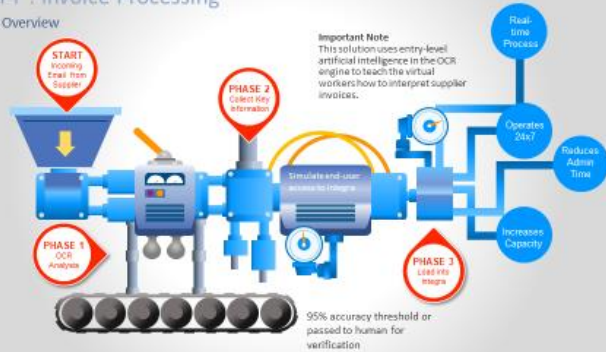 : Invoice Processing
Overview
START
Incoming
Email from
Supplier
PHASE 2
Collect Key
Information
Important Note
This solution uses entry-level
artificial intelligence in the OCR
engine to teach the virtual
workers how to interpret supplier
invoices.
Real-
time
Process
Operates
24x7
Reduces
Admin
Time
Increases
Capacity
Simulate end-user
access to Integra
PHASE 1
OCR
Analysis
PHASE 3
Load into
Integra
95% accuracy threshold or
passed to human for
verification